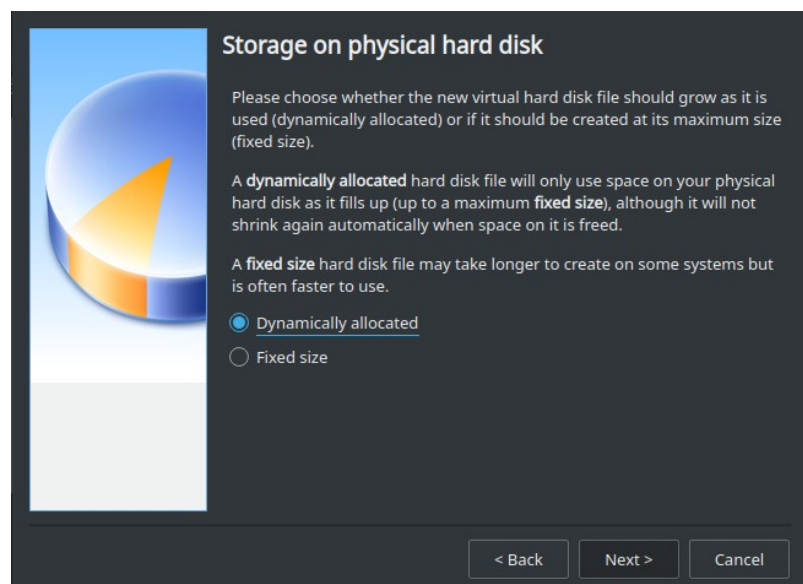 Storage on physical hard disk
Please choose whether the new virtual hard disk file should grow as it is
used (dynamically allocated) or if it should be created at its maximum size
(fixed size).
A dynamically allocated hard disk file will only use space on your physical
hard disk as it fills up (up to a maximum fixed size), although it will not
shrink again automatically when space on it is freed.
A fixed size hard disk file may take longer to create on some systems but
is often faster to use.
Dynamically allocated
Fixed size
< Back Next > Cancel